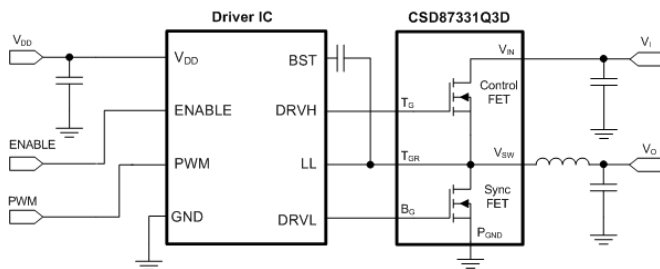 Driver IC
CSD87331Q3D
VDD
VDD
BST
VIN
VI
ENABLE
ENABLE
DRVH
TG
Control
FET
PWM
PWM
LL
TGR
VSW
VO
GND
DRVL
BG
Sync
FET
PGND